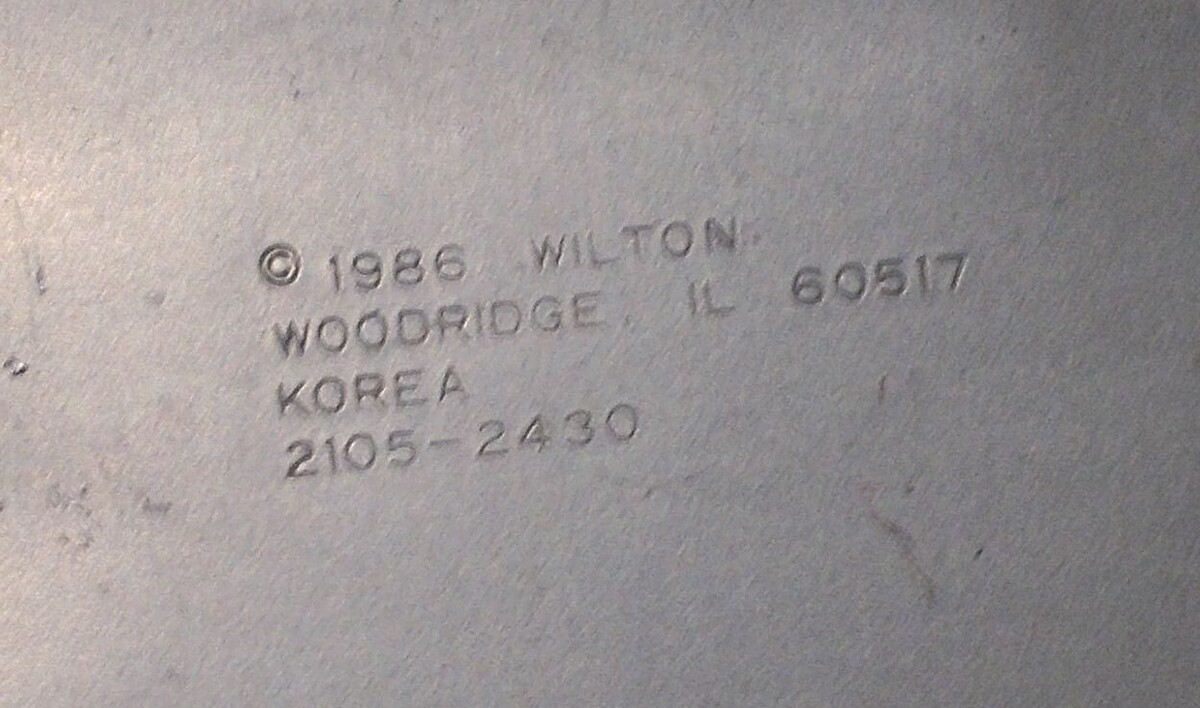 © 1986 WILTON
WOODRIDGE, IL 60517
KOREA
2105-2430